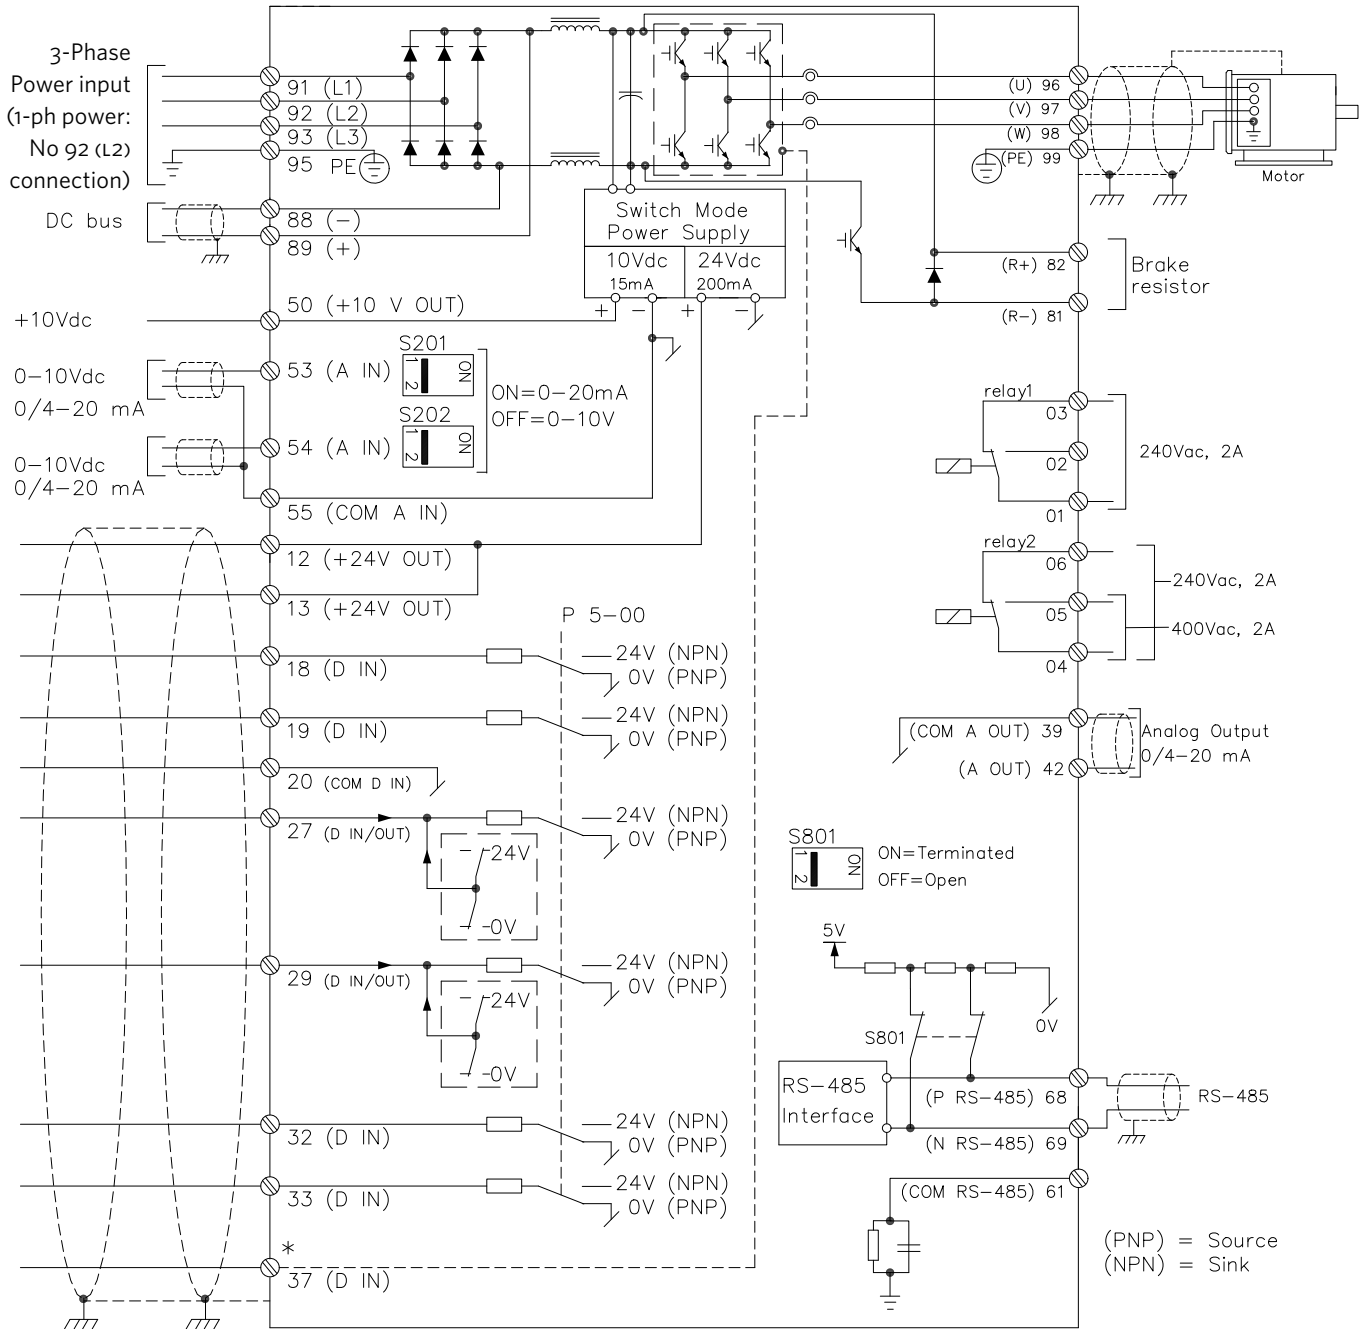 3-Phase
Power input
(1-ph power:
No 92 (L2)
connection)
DC bus
+10Vdc
0-10Vdc
0/4-20 mA
0-10Vdc
0/4-20 mA
91 (L1)
92 (L2)
93 (L3)
95 PE
88 (-)
89 (+)
50 (+10 V OUT)
53 (A IN)
54 (A IN)
55 (COM A IN)
12 (+24V OUT)
13 (+24V OUT)
18 (D IN)
19 (D IN)
20 (COM D IN)
27 (D IN/OUT)
29 (D IN/OUT)
32 (D IN)
33 (D IN)
*
37 (D IN)
S201
1 2 ON
S202
1 2 ON
ON=0-20mA
OFF=0-10V
Switch Mode
Power Supply
10Vdc
15mA
24Vdc
200mA
+ - + -
P 5-00
24V (NPN)
0V (PNP)
24V (NPN)
0V (PNP)
24V (NPN)
0V (PNP)
24V
0V
24V (NPN)
0V (PNP)
24V
0V
24V (NPN)
0V (PNP)
24V (NPN)
0V (PNP)
(U) 96
(V) 97
(W) 98
(PE) 99
Motor
(R+) 82
(R-) 81
Brake
resistor
relay1
03
02
01
240Vac, 2A
relay2
06
05
04
240Vac, 2A
400Vac, 2A
(COM A OUT) 39
(A OUT) 42
Analog Output
0/4-20 mA
S801
1 2 ON
ON=Terminated
OFF=Open
5V
0V
S801
RS-485
Interface
(P RS-485) 68
(N RS-485) 69
(COM RS-485) 61
RS-485
(PNP) = Source
(NPN) = Sink